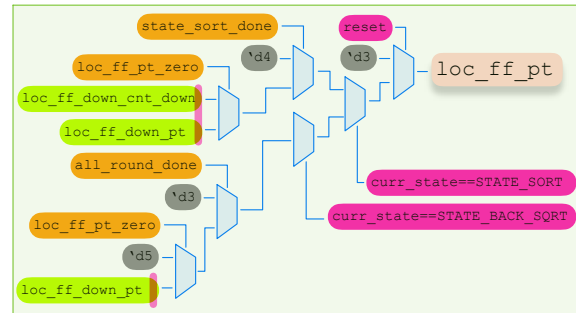 state_sort_done
reset
‘d4
‘d3
loc_ff_pt
loc_ff_pt_zero
loc_ff_down_cnt_down
loc_ff_down_pt
all_round_done
‘d3
curr_state==STATE_SORT
curr_state==STATE_BACK_SQRT
loc_ff_pt_zero
‘d5
loc_ff_down_pt